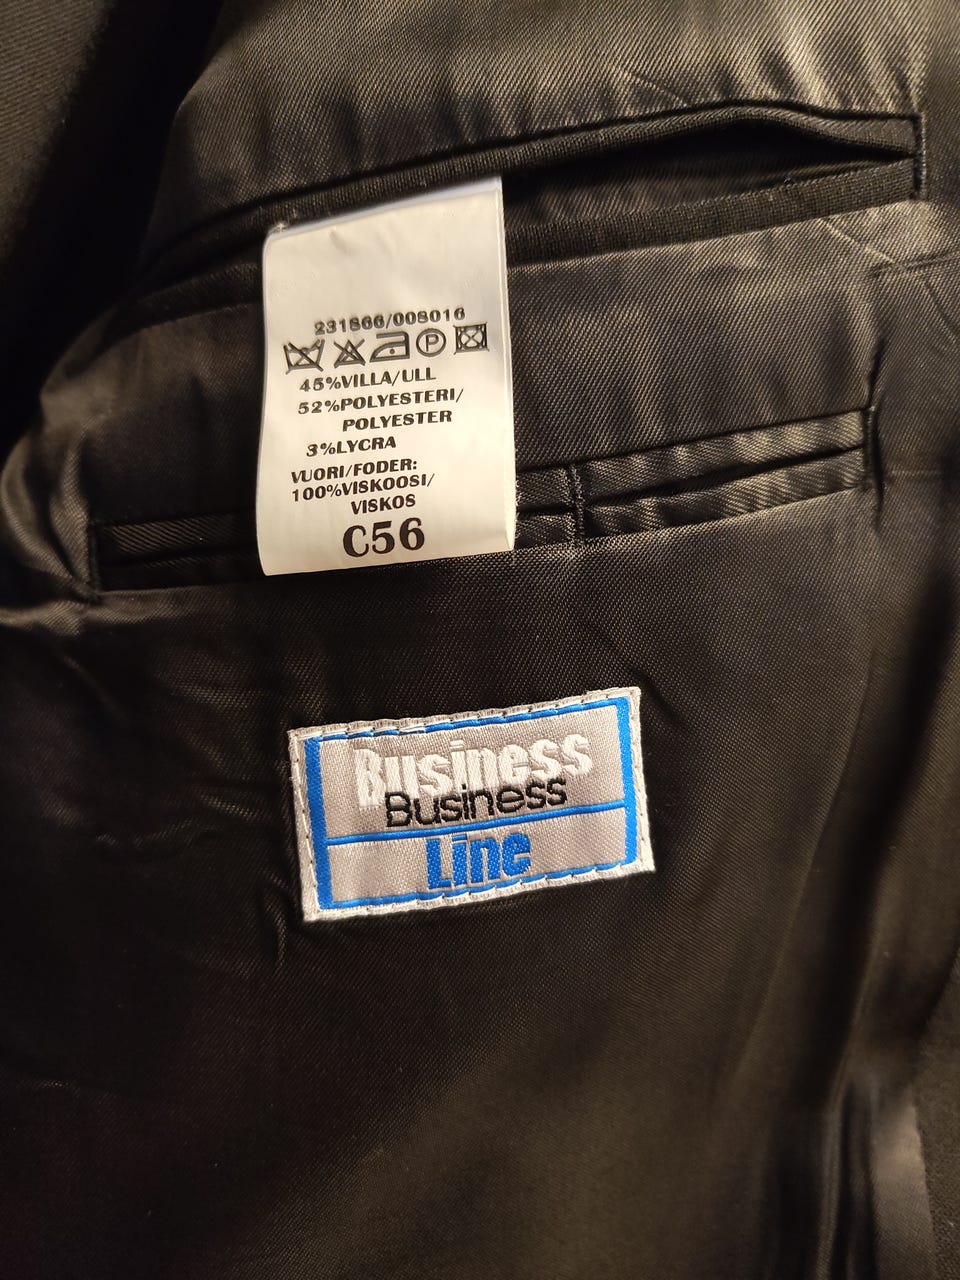 231866/008016
P
45%VILLA/ULL
52%POLYESTERI/
POLYESTER
3%LYCRA
VUORI/FODER:
100%VISKOOSI/
VISKOS
C56
Business
Business
Line